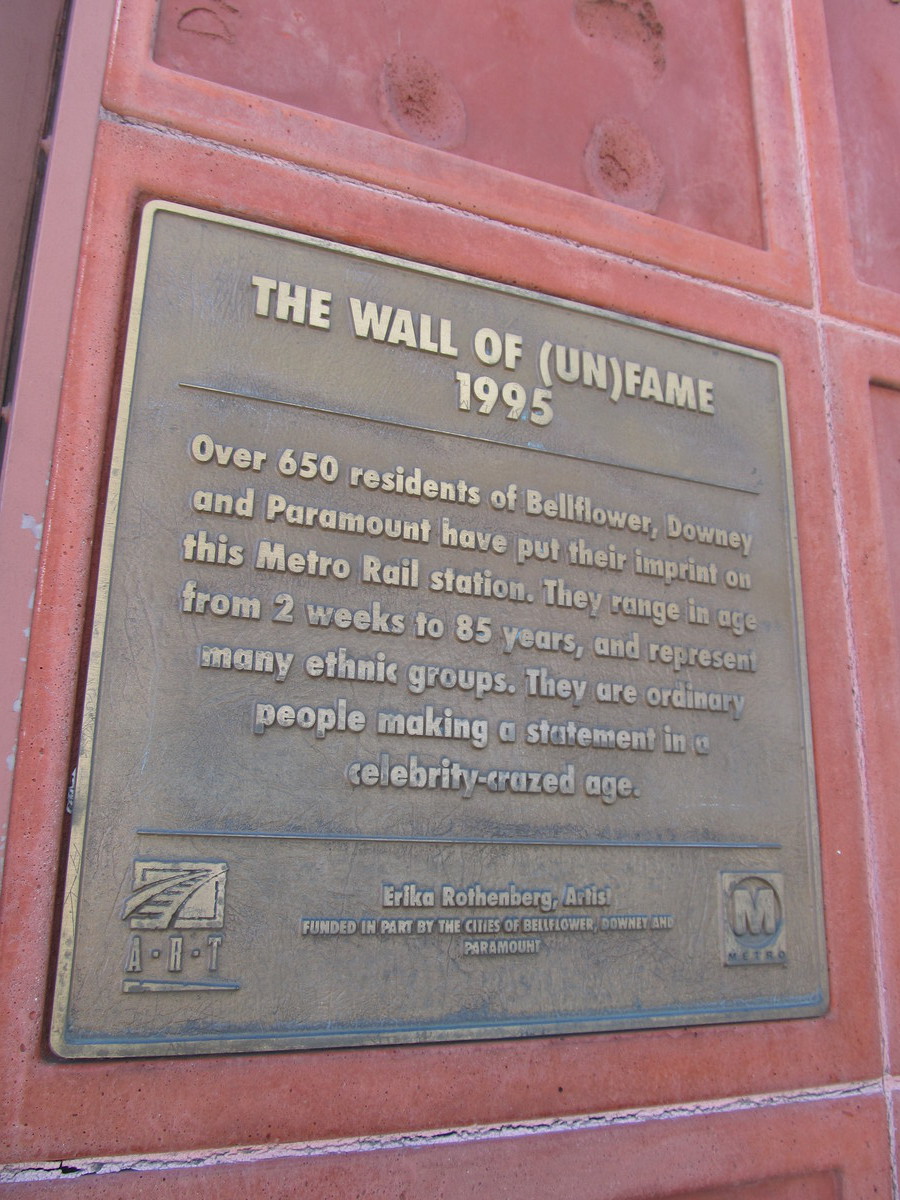 THE WALL OF (UN)FAME
1995
Over 650 residents of Bellflower, Downey
and Paramount have put their imprint on
this Metro Rail station. They range in age
from 2 weeks to 85 years, and represent
many ethnic groups. They are ordinary
people making a statement in a
celebrity-crazed age.
Erika Rothenberg, Artist
FUNDED IN PART BY THE CITIES OF BELLFLOWER, DOWNEY AND
PARAMOUNT
A·R·T
M
METRO